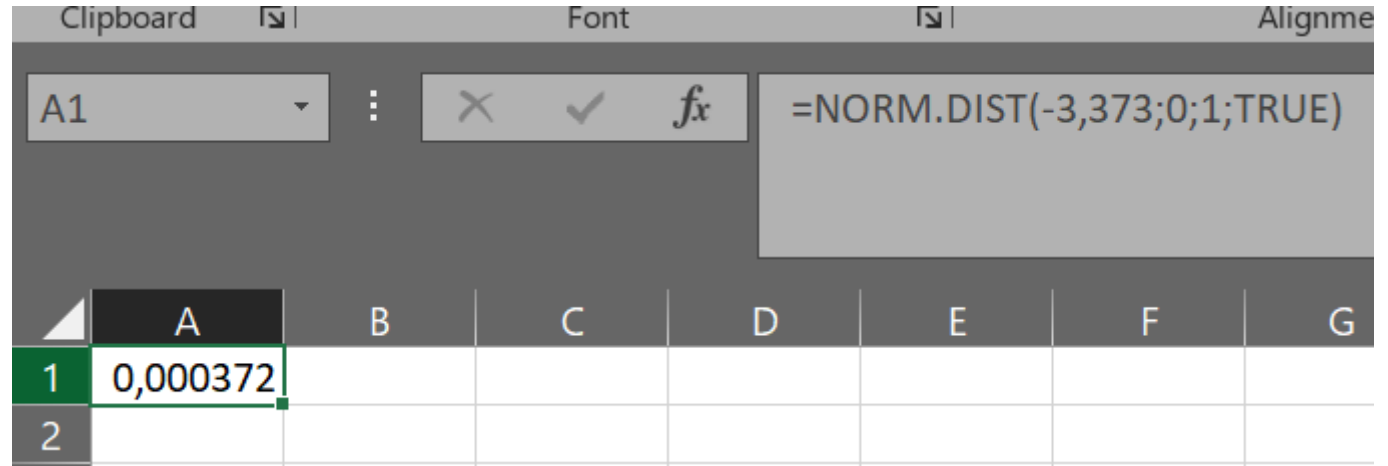 Clipboard Font Alignme
A1 fx =NORM.DIST(-3,373;0;1;TRUE)
A B C D E F G
1 0,000372
2